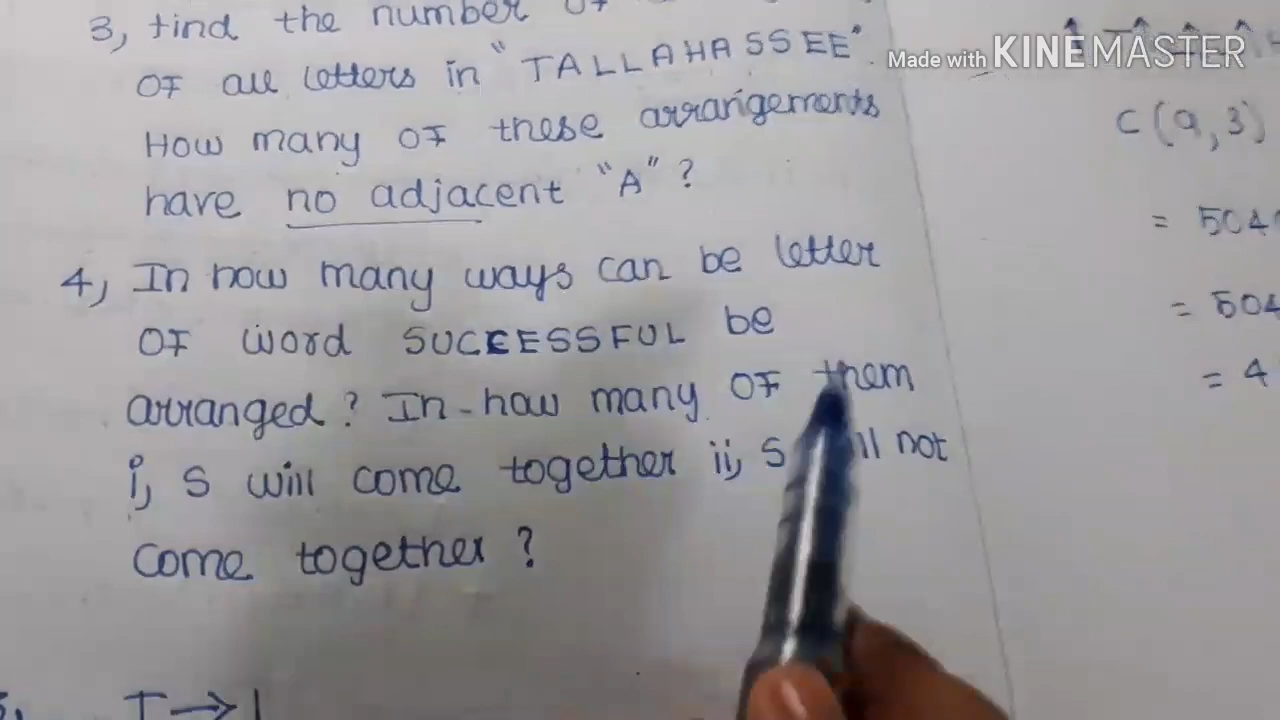 3, find the number of
OF all letters in "TALLAHASSEE".
How many OF these arrangements
have no adjacent "A"?
4, In how many ways can be letter
OF word SUCCESSFUL be
arranged? In how many OF them
i, S will come together ii, S will not
come together?
T→1
Made with KINEMASTER
C(9,3)
= 504
= 504
= 4